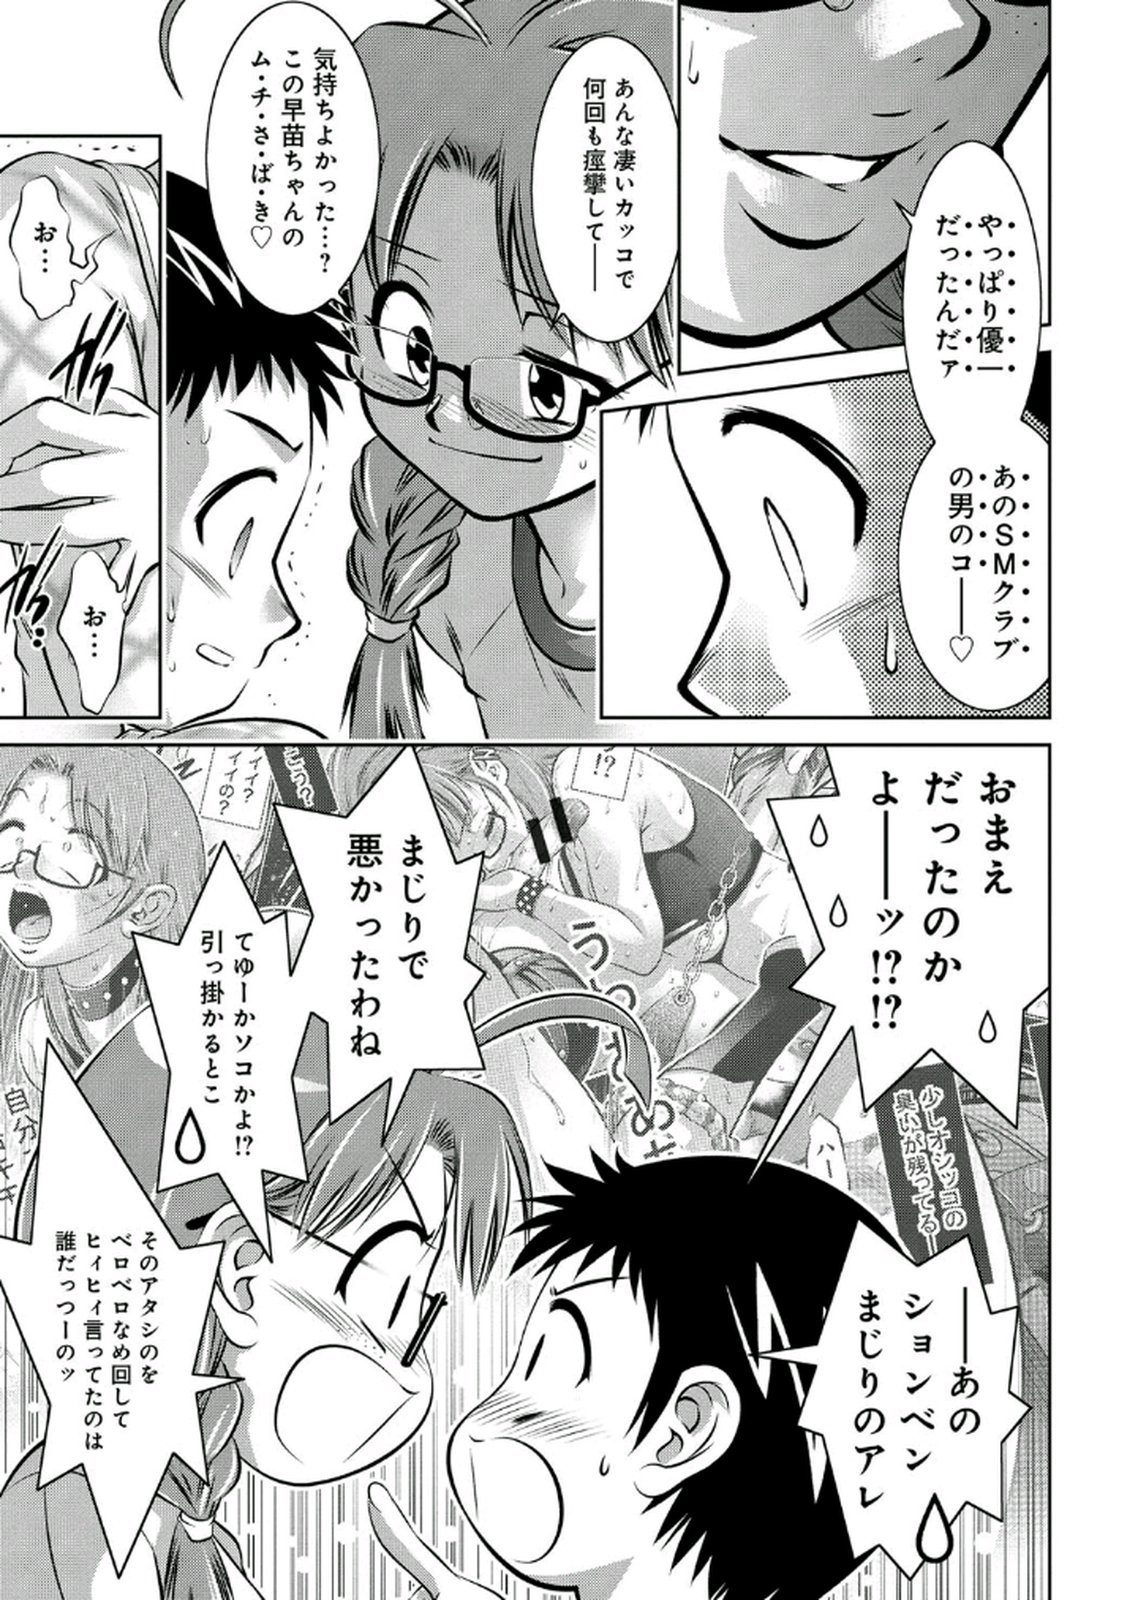 やっぱり優一
だったんだァ
あのSMクラブ
の男のコ――♡
あんな凄いカッコで
何回も痙攣して――
気持ちよかった…?
この早苗ちゃんの
ム・チ・さ・ば・き♡
お…
お…
おまえ
だったのか
よ――ッ!?!?
――あの
ションベン
まじりのアレ
少しオシッコの
臭いが残ってる
!?
こう?
イイ?
イイの?
まじりで
悪かったわね
てゆーかソコかよ!?
引っ掛かるとこ
そのアタシのを
ベロベロなめ回して
ヒィヒィ言ってたのは
誰だっつーのッ